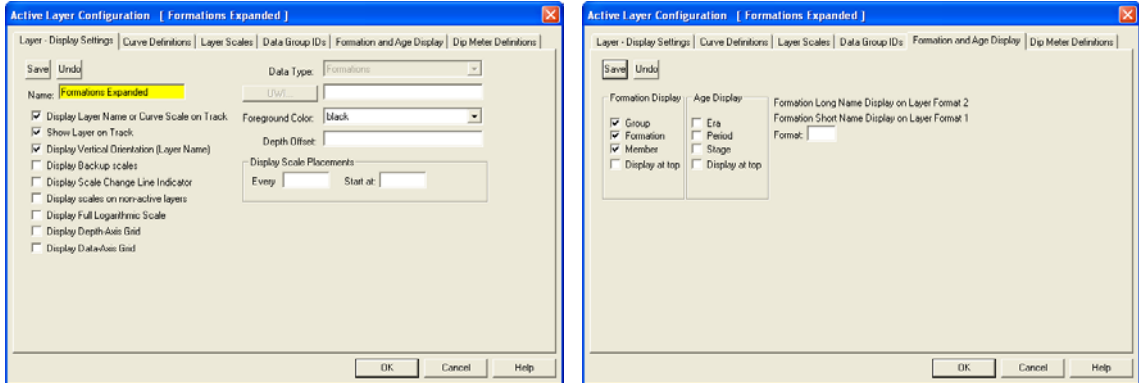 Active Layer Configuration [ Formations Expanded ]
Layer - Display Settings Curve Definitions Layer Scales Data Group IDs Formation and Age Display Dip Meter Definitions
Save Undo
Data Type: Formations
Name: Formations Expanded
UWI...
Display Layer Name or Curve Scale on Track
Foreground Color: black
Show Layer on Track
Depth Offset:
Display Vertical Orientation (Layer Name)
Display Backup scales
Display Scale Placements
Display Scale Change Line Indicator
Every Start at:
Display scales on non-active layers
Display Full Logarithmic Scale
Display Depth-Axis Grid
Display Data-Axis Grid
OK Cancel Help
Active Layer Configuration [ Formations Expanded ]
Layer - Display Settings Curve Definitions Layer Scales Data Group IDs Formation and Age Display Dip Meter Definitions
Save Undo
Formation Display Age Display
Formation Long Name Display on Layer Format 2
Group Era
Formation Short Name Display on Layer Format 1
Formation Period
Format:
Member Stage
Display at top Display at top
OK Cancel Help